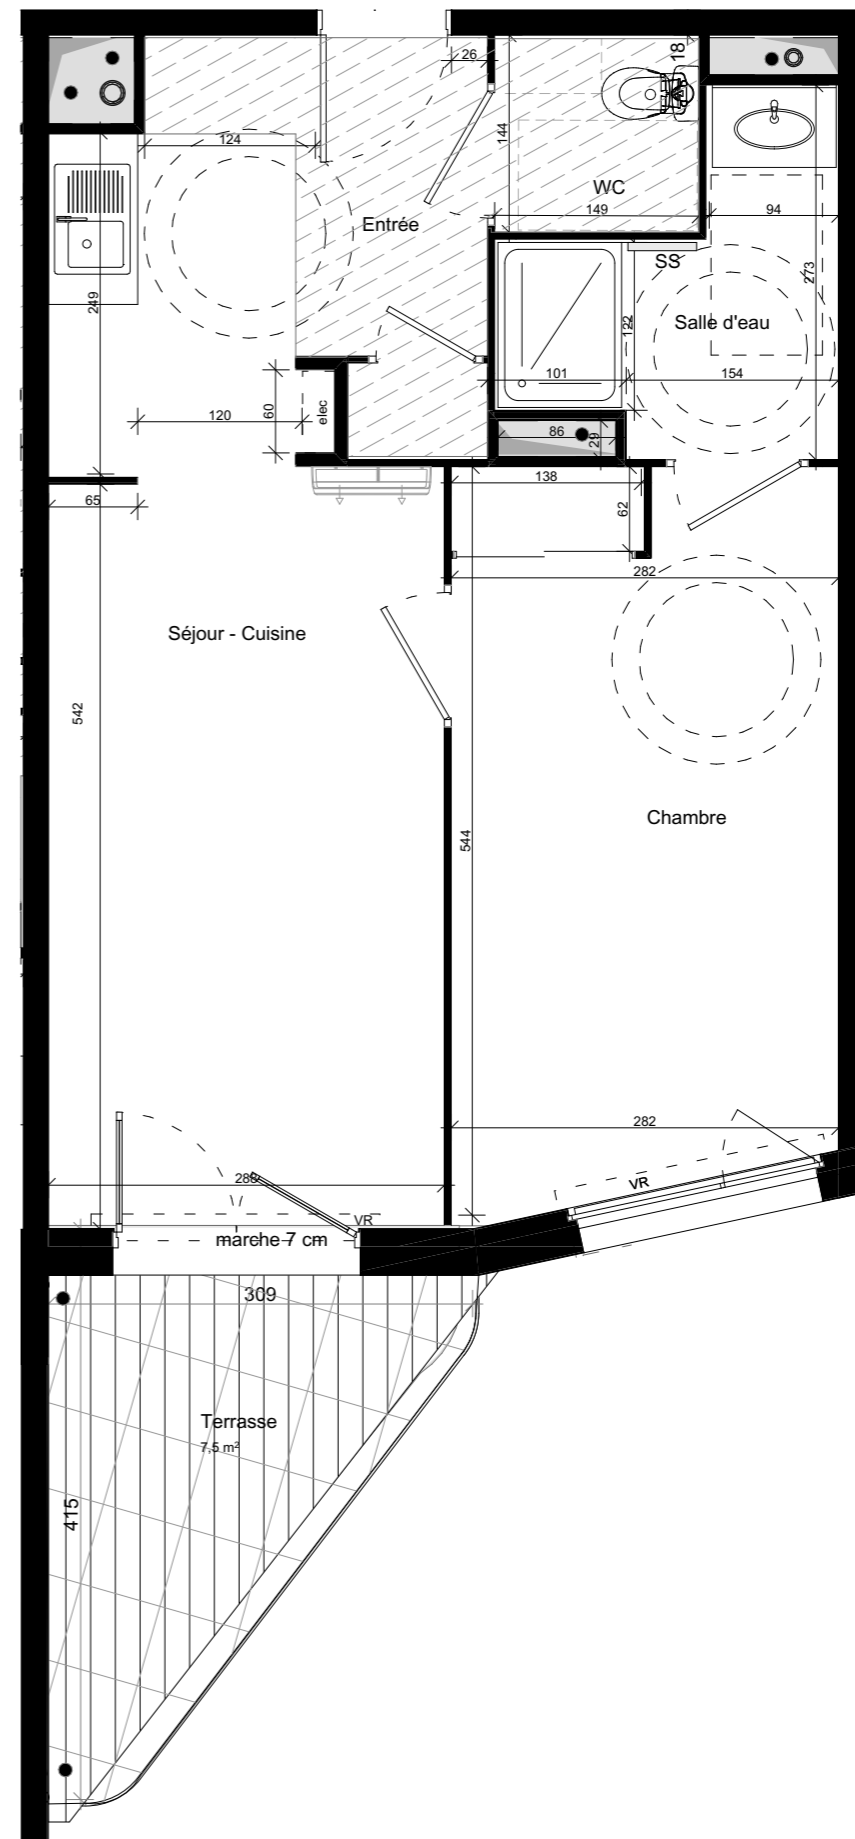 26
18
124
144
WC
149
94
Entrée
SS
273
249
Salle d'eau
122
101
154
120
60
elec
86
29
138
65
62
282
Séjour - Cuisine
542
Chambre
544
282
288
VR
VR
marche 7 cm
309
Terrasse
7,5 m²
415